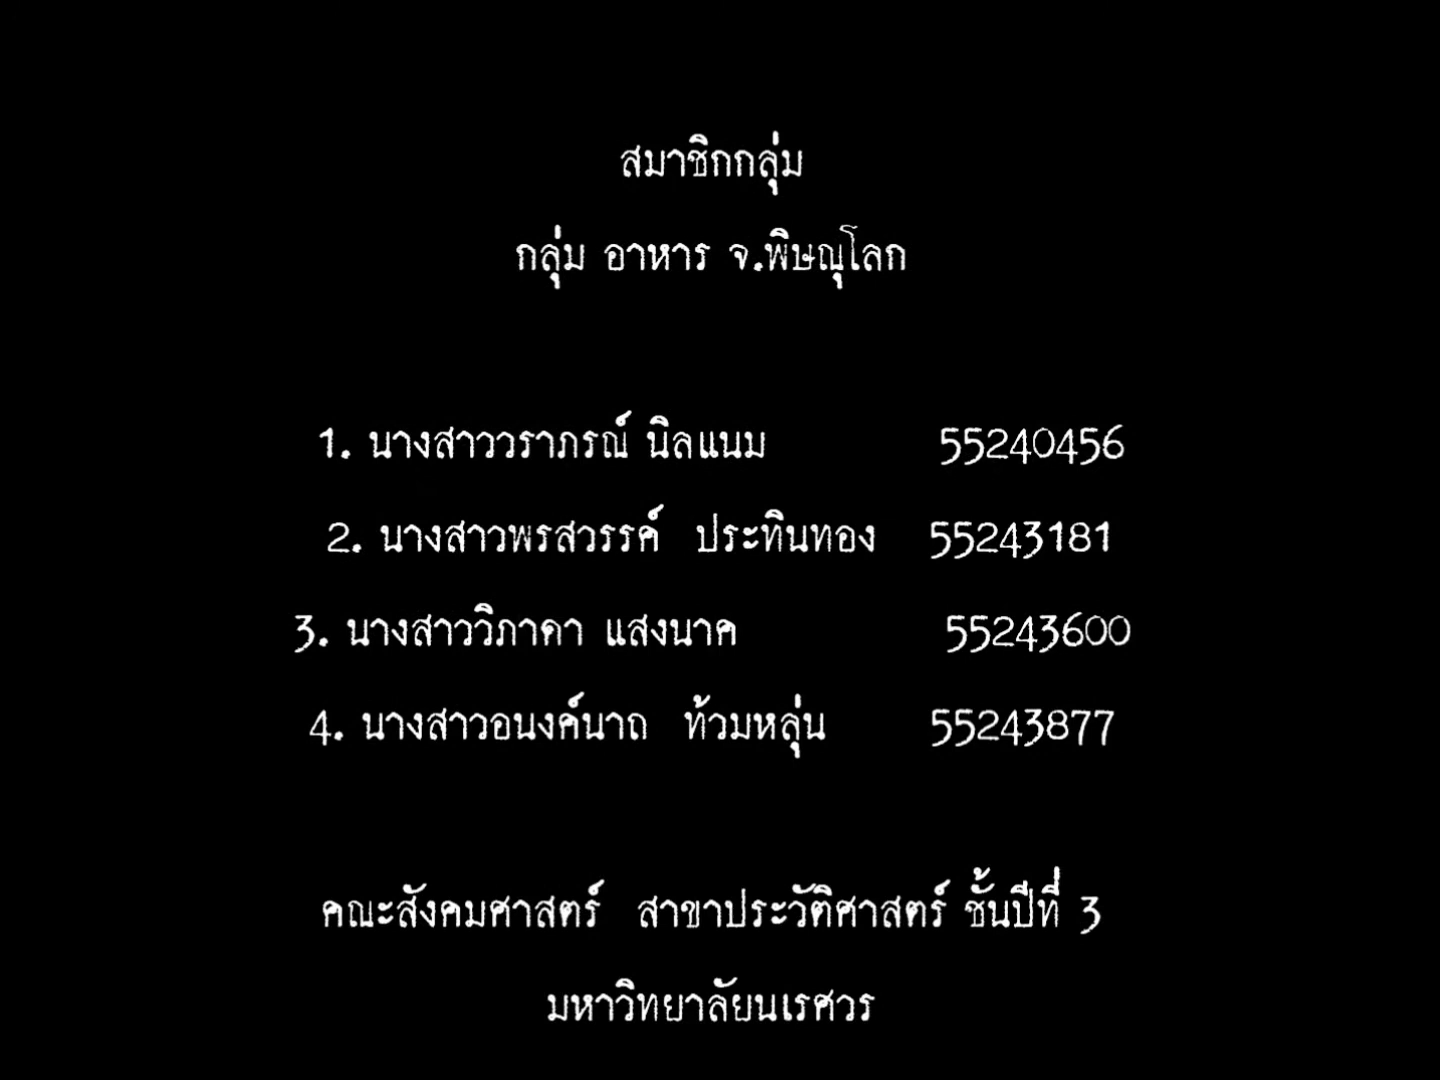 สมาชิกกลุ่ม
กลุ่ม อาหาร จ.พิษณุโลก
1. นางสาววราภรณ์ นิลแนม 55240456
2. นางสาวพรสวรรค์ ประทินทอง 55243181
3. นางสาววิภาดา แสงนาค 55243600
4. นางสาวอนงค์นาถ ท้วมหลุ่น 55243877
คณะสังคมศาสตร์ สาขาประวัติศาสตร์ ชั้นปีที่ 3
มหาวิทยาลัยนเรศวร